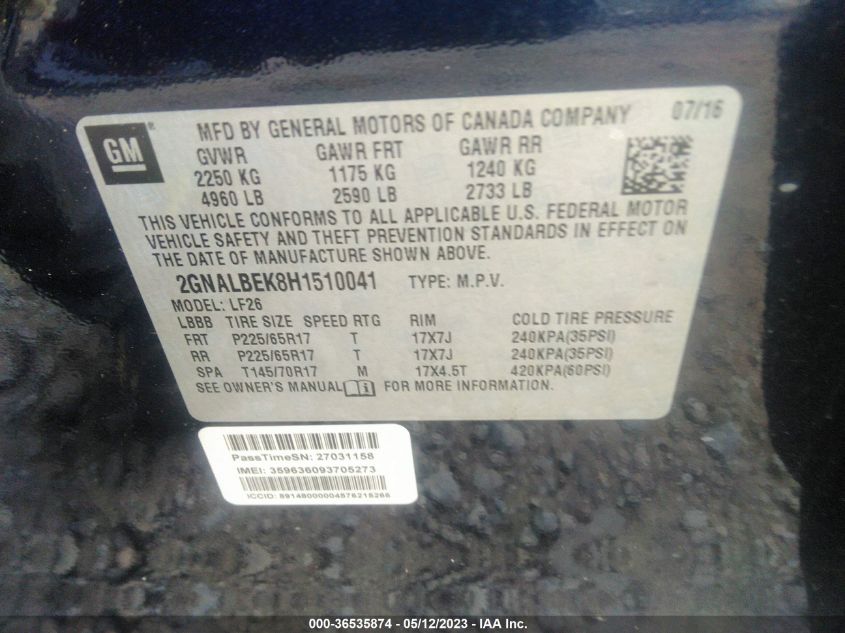 GM
MFD BY GENERAL MOTORS OF CANADA COMPANY 07/16
GVWR GAWR FRT GAWR RR
2250 KG 1175 KG 1240 KG
4960 LB 2590 LB 2733 LB
THIS VEHICLE CONFORMS TO ALL APPLICABLE U.S. FEDERAL MOTOR
VEHICLE SAFETY AND THEFT PREVENTION STANDARDS IN EFFECT ON
THE DATE OF MANUFACTURE SHOWN ABOVE.
2GNALBEK8H1510041 TYPE: M.P.V.
MODEL: LF26
LBBB TIRE SIZE SPEED RTG RIM COLD TIRE PRESSURE
FRT P225/65R17 T 17X7J 240KPA(35PSI)
RR P225/65R17 T 17X7J 240KPA(35PSI)
SPA T145/70R17 M 17X4.5T 420KPA(60PSI)
SEE OWNER'S MANUAL FOR MORE INFORMATION.
PassTimeSN: 27031158
IMEI: 359636093705273
ICCID: 89148000004576215266
000-36535874 - 05/12/2023 - IAA Inc.